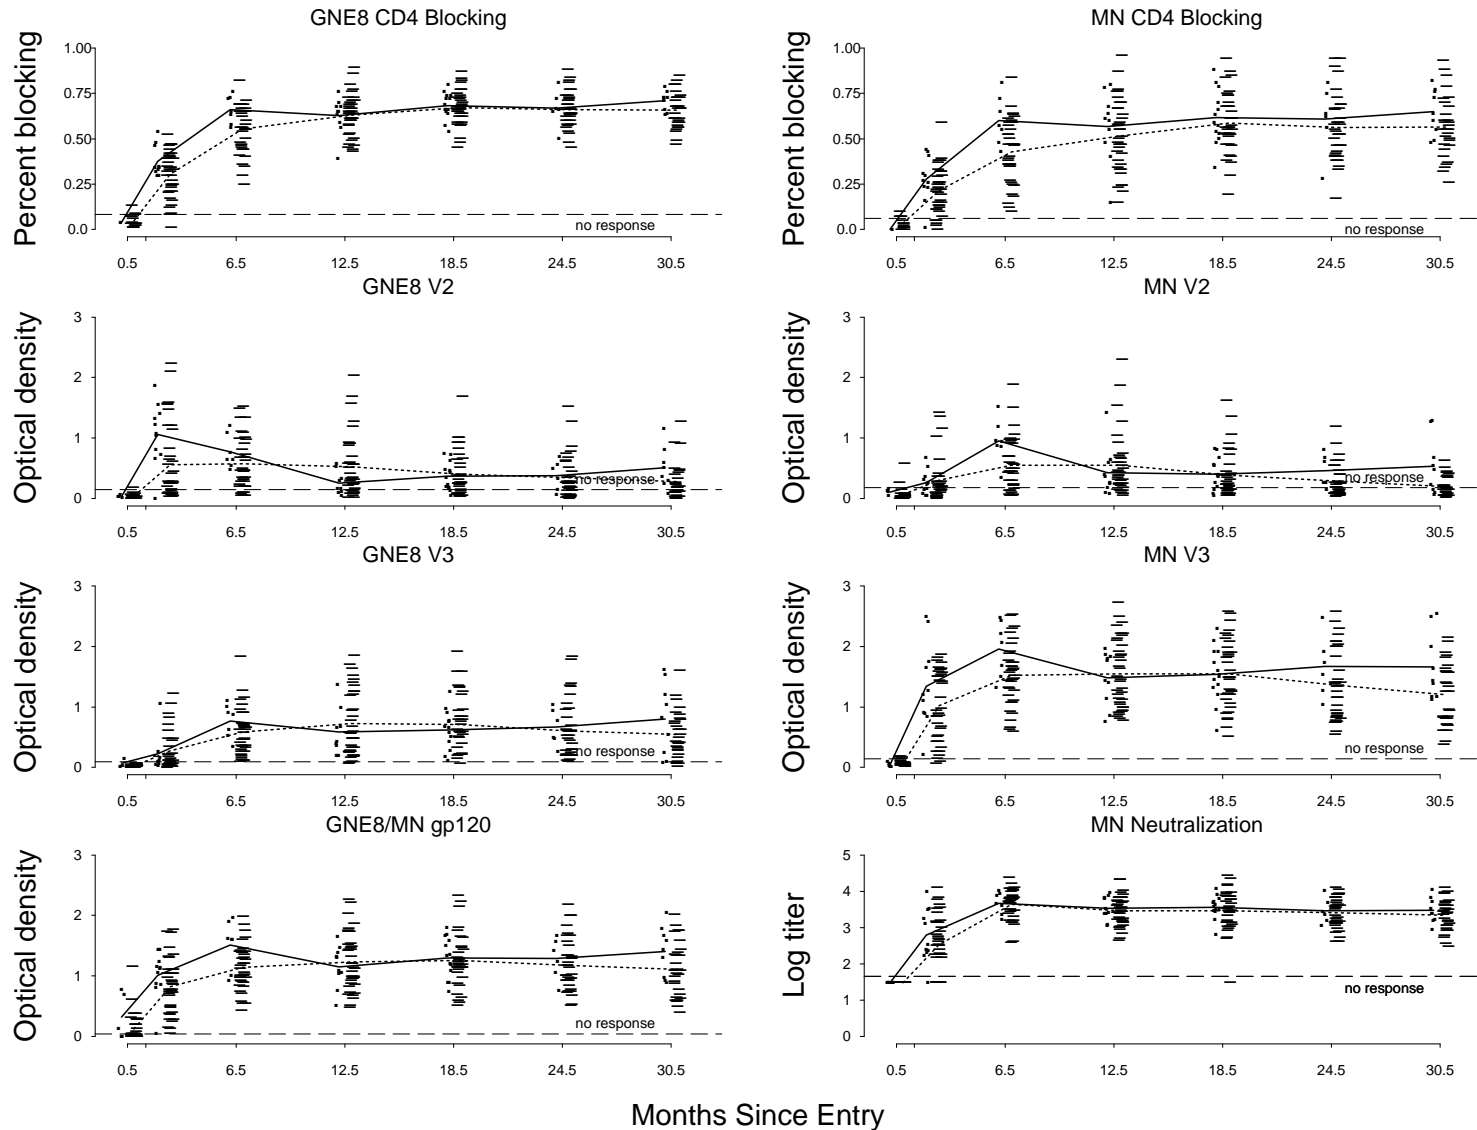 GNE8 CD4 Blocking
Percent blocking
1.00
0.75
0.50
0.25
0.0
no response
0.5 6.5 12.5 18.5 24.5 30.5
MN CD4 Blocking
Percent blocking
1.00
0.75
0.50
0.25
0.0
no response
0.5 6.5 12.5 18.5 24.5 30.5
GNE8 V2
Optical density
3
2
1
0
no response
0.5 6.5 12.5 18.5 24.5 30.5
MN V2
Optical density
3
2
1
0
no response
0.5 6.5 12.5 18.5 24.5 30.5
GNE8 V3
Optical density
3
2
1
0
no response
0.5 6.5 12.5 18.5 24.5 30.5
MN V3
Optical density
3
2
1
0
no response
0.5 6.5 12.5 18.5 24.5 30.5
GNE8/MN gp120
Optical density
3
2
1
0
no response
0.5 6.5 12.5 18.5 24.5 30.5
MN Neutralization
Log titer
5
4
3
2
1
0
no response
0.5 6.5 12.5 18.5 24.5 30.5
Months Since Entry